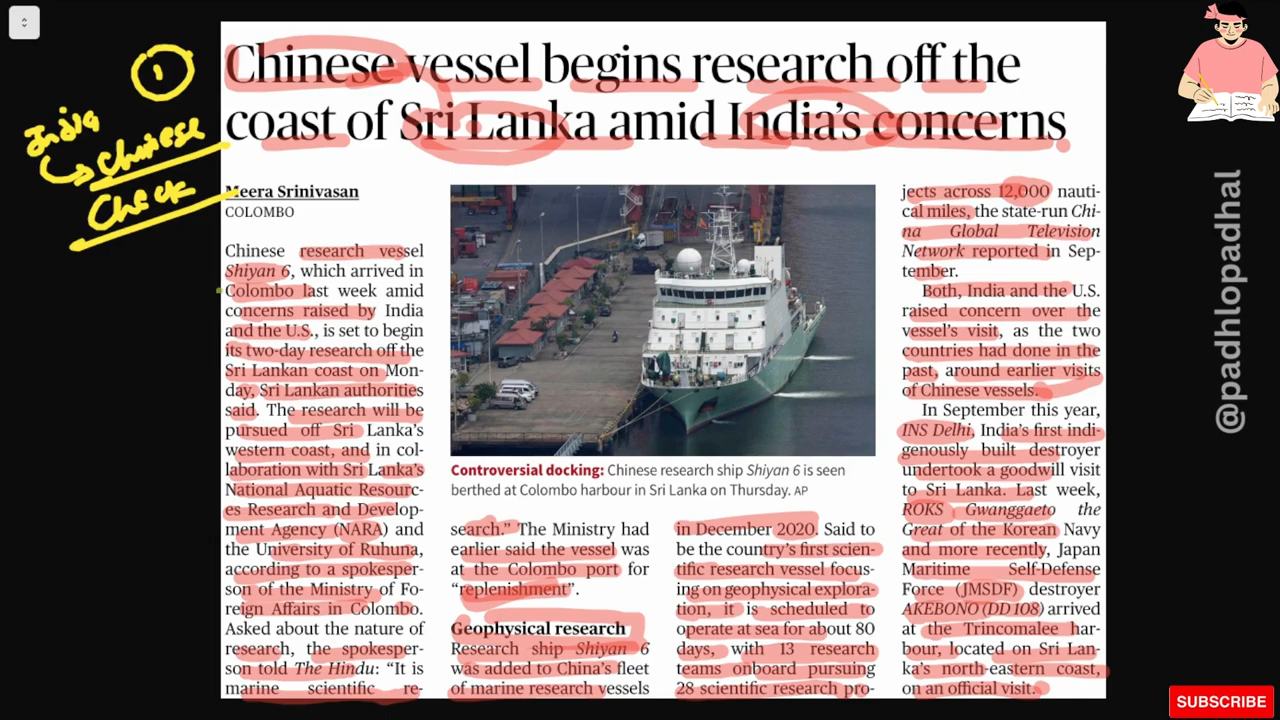 Chinese vessel begins research off the
coast of Sri Lanka amid India's concerns
1
India
Chinese
Check
Meera Srinivasan
COLOMBO
Chinese research vessel
Shiyan 6, which arrived in
Colombo last week amid
concerns raised by India
and the U.S., is set to begin
its two-day research off the
Sri Lankan coast on Mon-
day, Sri Lankan authorities
said. The research will be
pursued off Sri Lanka's
western coast, and in col-
laboration with Sri Lanka's
National Aquatic Resourc-
es Research and Develop-
ment Agency (NARA) and
the University of Ruhuna,
according to a spokesper-
son of the Ministry of Fo-
reign Affairs in Colombo.
Asked about the nature of
research, the spokesper-
son told The Hindu: “It is
marine scientific re-
Controversial docking: Chinese research ship Shiyan 6 is seen
berthed at Colombo harbour in Sri Lanka on Thursday. AP
search.” The Ministry had
earlier said the vessel was
at the Colombo port for
“replenishment”.
Geophysical research
Research ship Shiyan 6
was added to China's fleet
of marine research vessels
in December 2020. Said to
be the country's first scien-
tific research vessel focus-
ing on geophysical explora-
tion, it is scheduled to
operate at sea for about 80
days, with 13 research
teams onboard pursuing
28 scientific research pro-
jects across 12,000 nauti-
cal miles, the state-run Chi-
na Global Television
Network reported in Sep-
tember.
Both, India and the U.S.
raised concern over the
vessel's visit, as the two
countries had done in the
past, around earlier visits
of Chinese vessels.
In September this year,
INS Delhi, India's first indi-
genously built destroyer
undertook a goodwill visit
to Sri Lanka. Last week,
ROKS Gwanggaeto the
Great of the Korean Navy
and more recently, Japan
Maritime Self-Defense
Force (JMSDF) destroyer
AKEBONO (DD 108) arrived
at the Trincomalee har-
bour, located on Sri Lan-
ka's north-eastern coast,
on an official visit.
@padhlopadhal
SUBSCRIBE